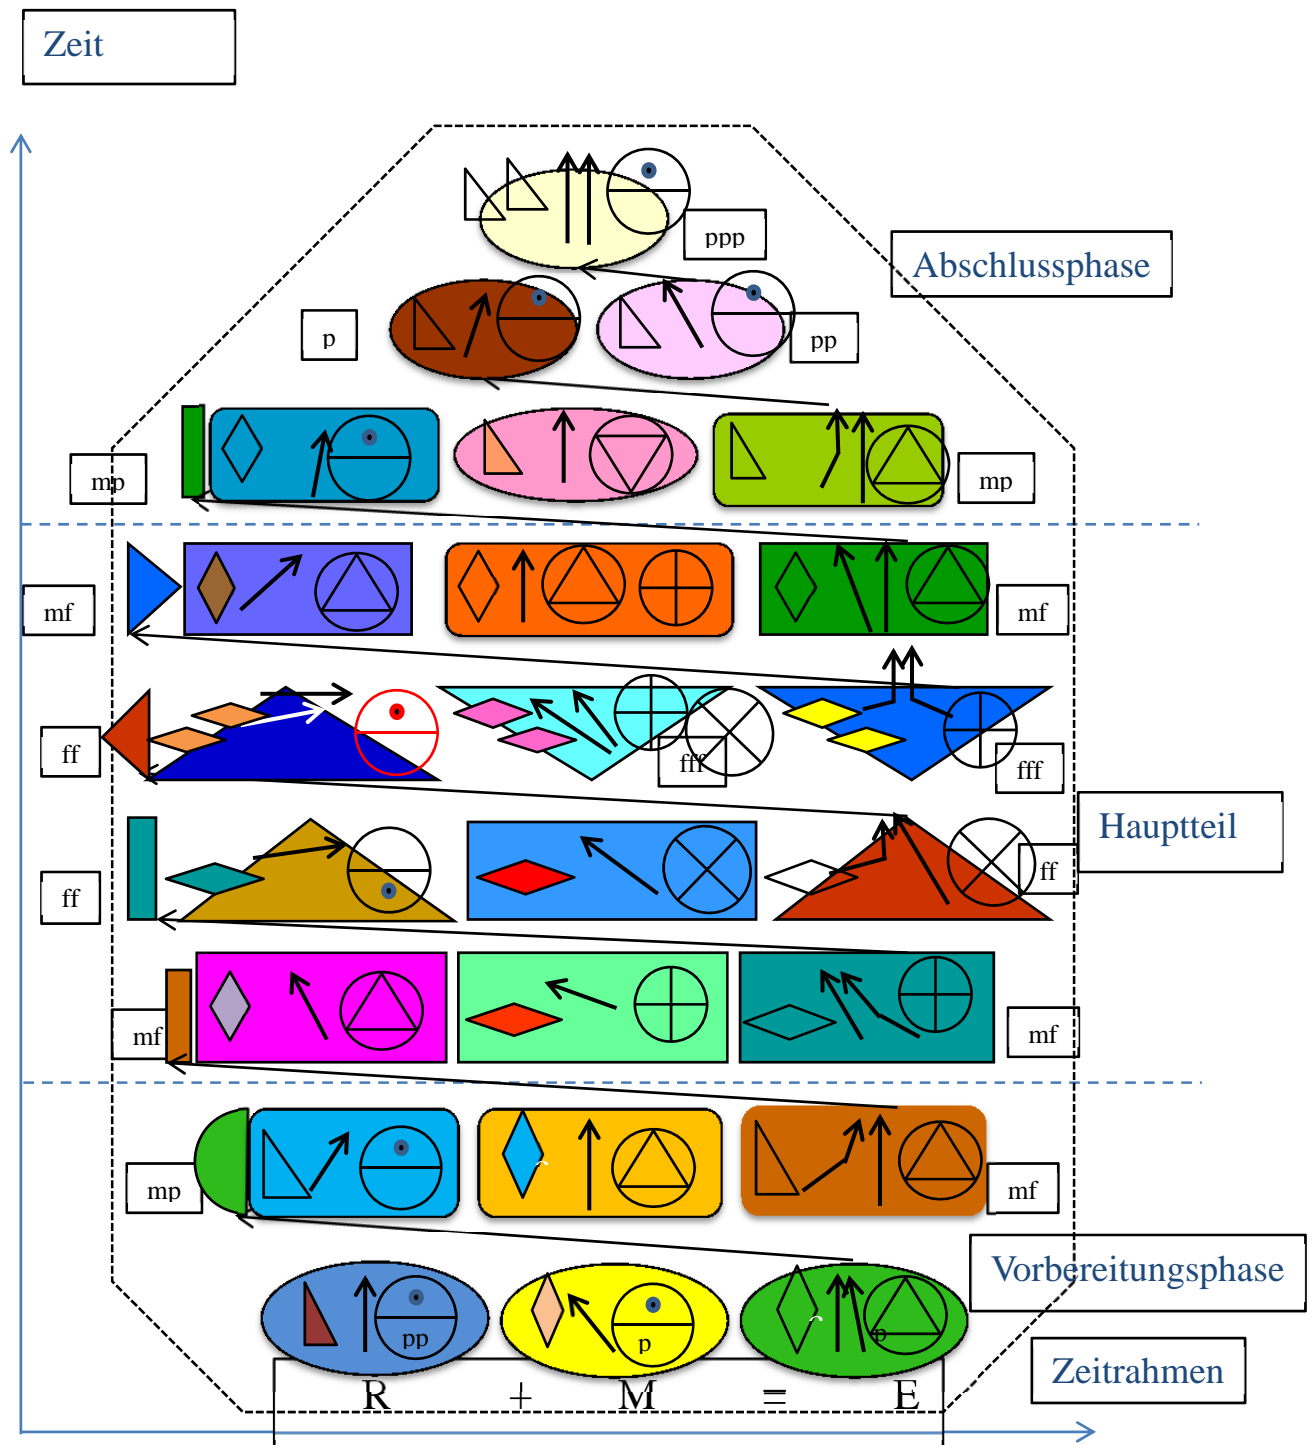 Zeit
ppp
Abschlussphase
p
pp
mp
mp
mf
mf
ff
fff
fff
Hauptteil
ff
ff
mf
mf
mp
mf
Vorbereitungsphase
pp
p
p
Zeitrahmen
R + M = E